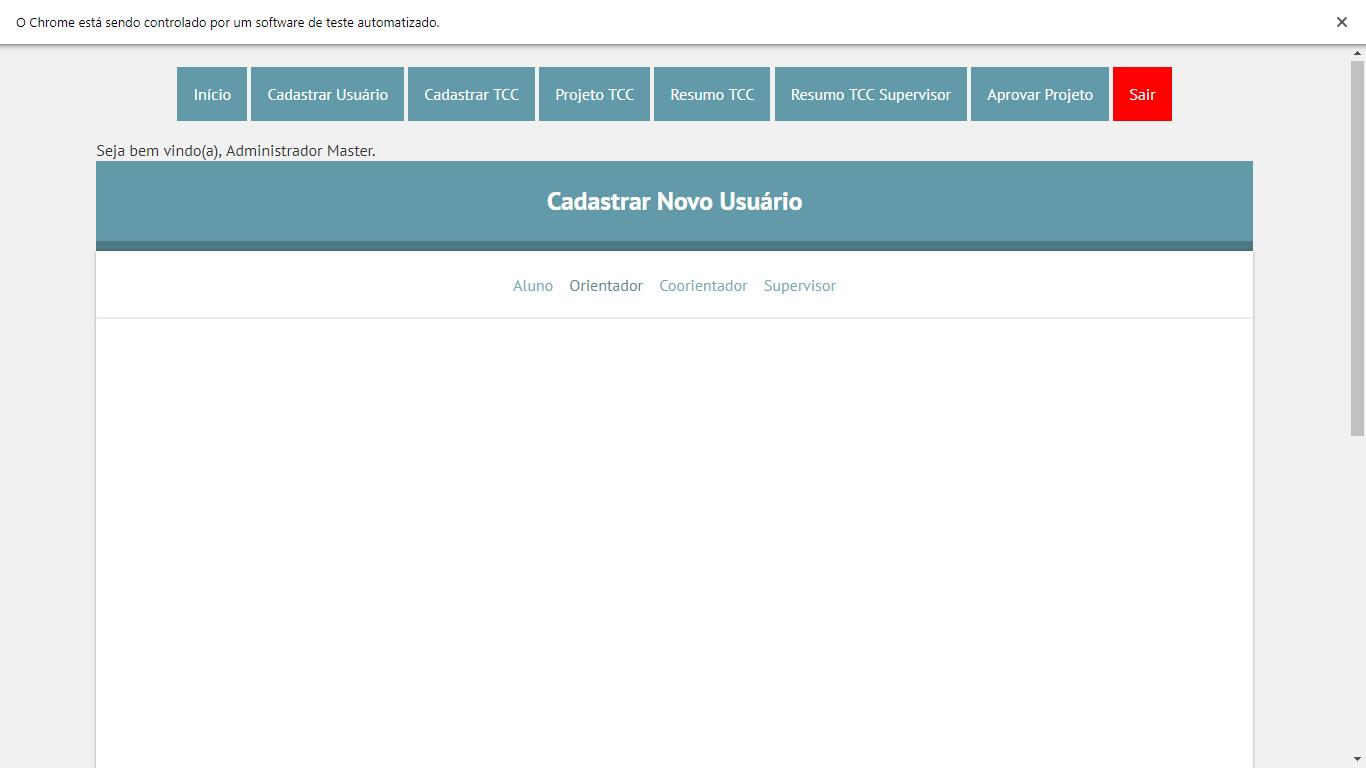 O Chrome está sendo controlado por um software de teste automatizado.
Início Cadastrar Usuário Cadastrar TCC Projeto TCC Resumo TCC Resumo TCC Supervisor Aprovar Projeto Sair
Seja bem vindo(a), Administrador Master.
Cadastrar Novo Usuário
Aluno Orientador Coorientador Supervisor